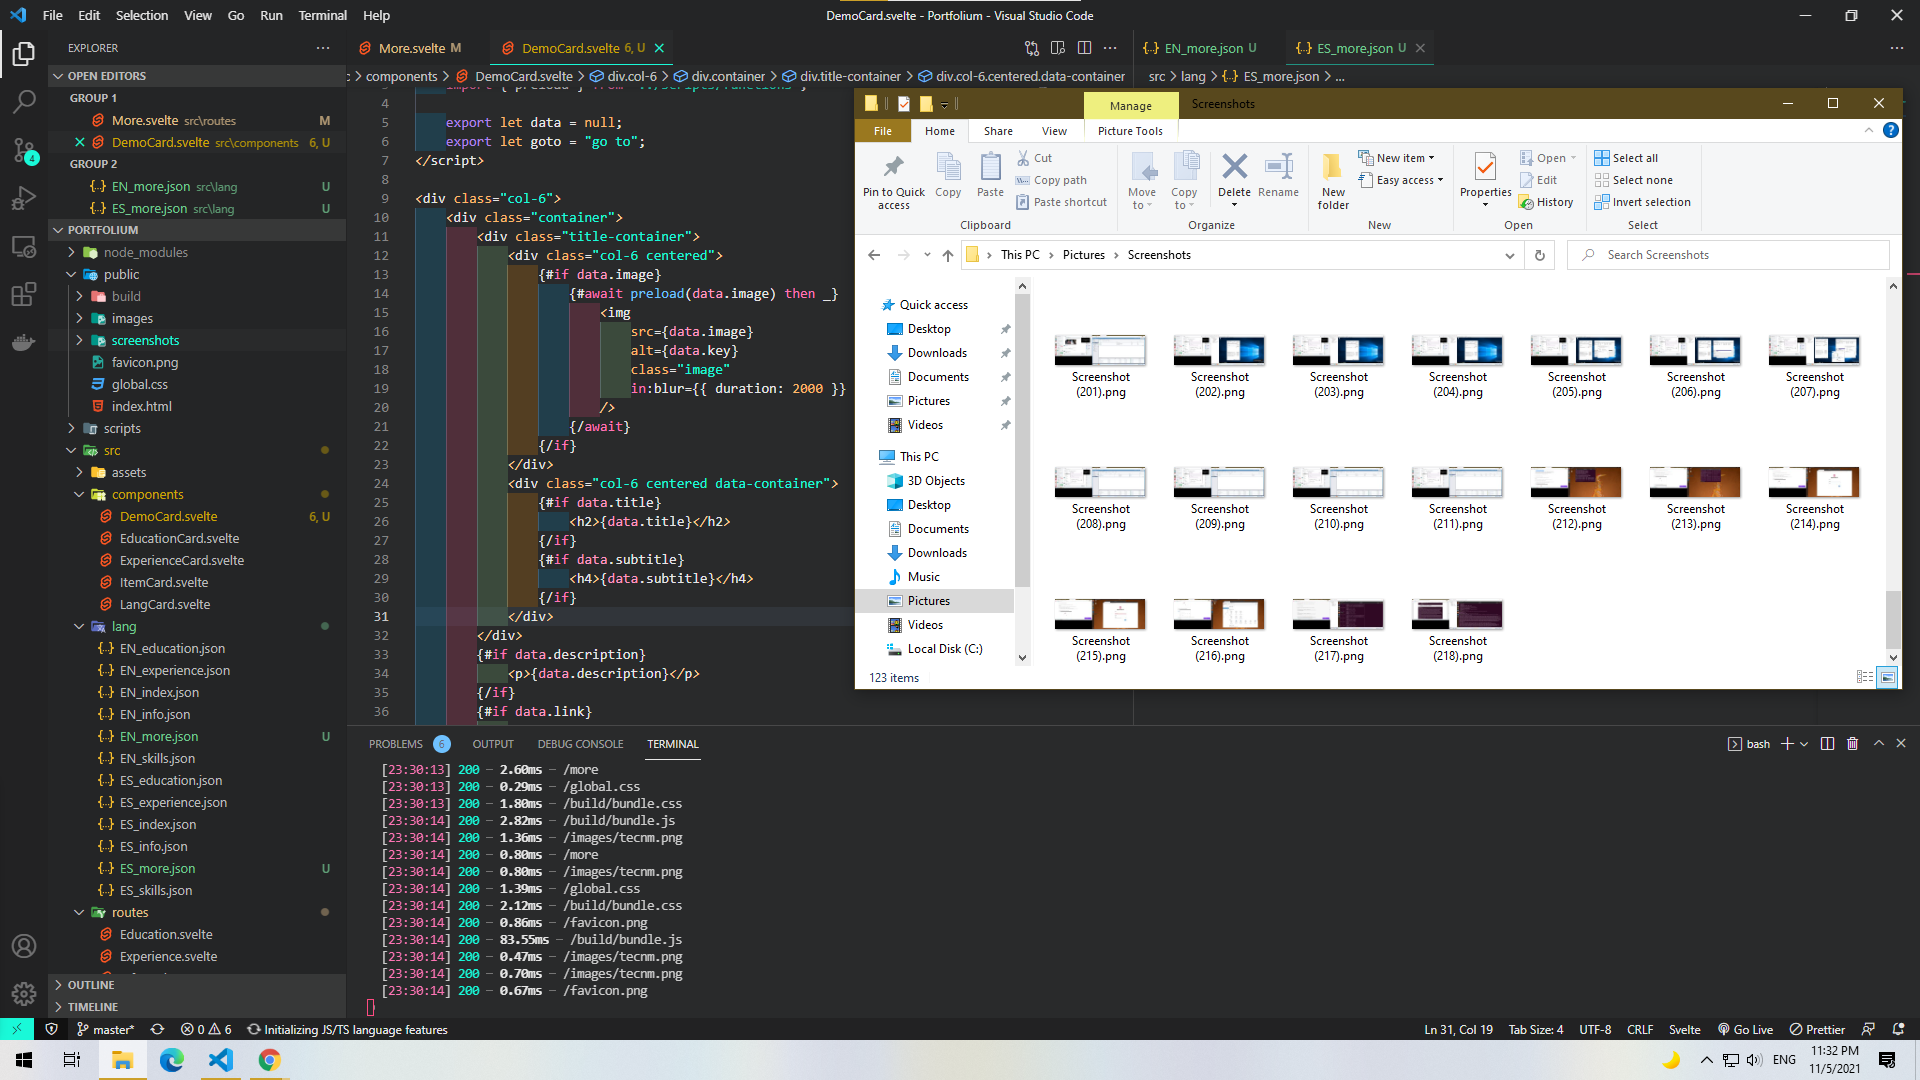 File Edit Selection View Go Run Terminal Help
DemoCard.svelte - Portfolium - Visual Studio Code
EXPLORER
OPEN EDITORS
GROUP 1
More.svelte src\routes M
DemoCard.svelte src\components 6, U
GROUP 2
EN_more.json src\lang U
ES_more.json src\lang U
PORTFOLIUM
node_modules
public
build
images
screenshots
favicon.png
global.css
index.html
scripts
src
assets
components
DemoCard.svelte 6, U
EducationCard.svelte
ExperienceCard.svelte
ItemCard.svelte
LangCard.svelte
lang
EN_education.json
EN_experience.json
EN_index.json
EN_info.json
EN_more.json U
EN_skills.json
ES_education.json
ES_experience.json
ES_index.json
ES_info.json
ES_more.json U
ES_skills.json
routes
Education.svelte
Experience.svelte
OUTLINE
TIMELINE
More.svelte M
DemoCard.svelte 6, U
EN_more.json U
ES_more.json U
components > DemoCard.svelte > div.col-6 > div.container > div.title-container > div.col-6.centered.data-container
src > lang > {..} ES_more.json > ...
4
5 export let data = null;
6 export let goto = "go to";
7 </script>
8
9 <div class="col-6">
10 <div class="container">
11 <div class="title-container">
12 <div class="col-6 centered">
13 {#if data.image}
14 {#await preload(data.image) then _}
15 <img
16 src={data.image}
17 alt={data.key}
18 class="image"
19 in:blur={{ duration: 2000 }}
20 />
21 {/await}
22 {/if}
23 </div>
24 <div class="col-6 centered data-container">
25 {#if data.title}
26 <h2>{data.title}</h2>
27 {/if}
28 {#if data.subtitle}
29 <h4>{data.subtitle}</h4>
30 {/if}
31 </div>
32 </div>
33 {#if data.description}
34 <p>{data.description}</p>
35 {/if}
36 {#if data.link}
Manage
Screenshots
File Home Share View Picture Tools
Pin to Quick access
Copy
Paste
Cut
Copy path
Paste shortcut
Clipboard
Move to
Copy to
Delete
Rename
Organize
New folder
New item
Easy access
New
Properties
Open
Edit
History
Open
Select all
Select none
Invert selection
Select
This PC > Pictures > Screenshots
Search Screenshots
Quick access
Desktop
Downloads
Documents
Pictures
Videos
This PC
3D Objects
Desktop
Documents
Downloads
Music
Pictures
Videos
Local Disk (C:)
Screenshot (201).png
Screenshot (202).png
Screenshot (203).png
Screenshot (204).png
Screenshot (205).png
Screenshot (206).png
Screenshot (207).png
Screenshot (208).png
Screenshot (209).png
Screenshot (210).png
Screenshot (211).png
Screenshot (212).png
Screenshot (213).png
Screenshot (214).png
Screenshot (215).png
Screenshot (216).png
Screenshot (217).png
Screenshot (218).png
123 items
PROBLEMS 6 OUTPUT DEBUG CONSOLE TERMINAL
bash
[23:30:13] 200 — 2.60ms — /more
[23:30:13] 200 — 0.29ms — /global.css
[23:30:13] 200 — 1.80ms — /build/bundle.css
[23:30:13] 200 — 2.82ms — /build/bundle.js
[23:30:14] 200 — 1.36ms — /images/tecnm.png
[23:30:14] 200 — 0.80ms — /more
[23:30:14] 200 — 0.80ms — /images/tecnm.png
[23:30:14] 200 — 1.39ms — /global.css
[23:30:14] 200 — 2.12ms — /build/bundle.css
[23:30:14] 200 — 0.86ms — /favicon.png
[23:30:14] 200 — 83.55ms — /build/bundle.js
[23:30:14] 200 — 0.47ms — /images/tecnm.png
[23:30:14] 200 — 0.70ms — /images/tecnm.png
[23:30:14] 200 — 0.67ms — /favicon.png
master* 0 6 Initializing JS/TS language features
Ln 31, Col 19 Tab Size: 4 UTF-8 CRLF Svelte Go Live Prettier
4
ENG
11:32 PM
11/5/2021